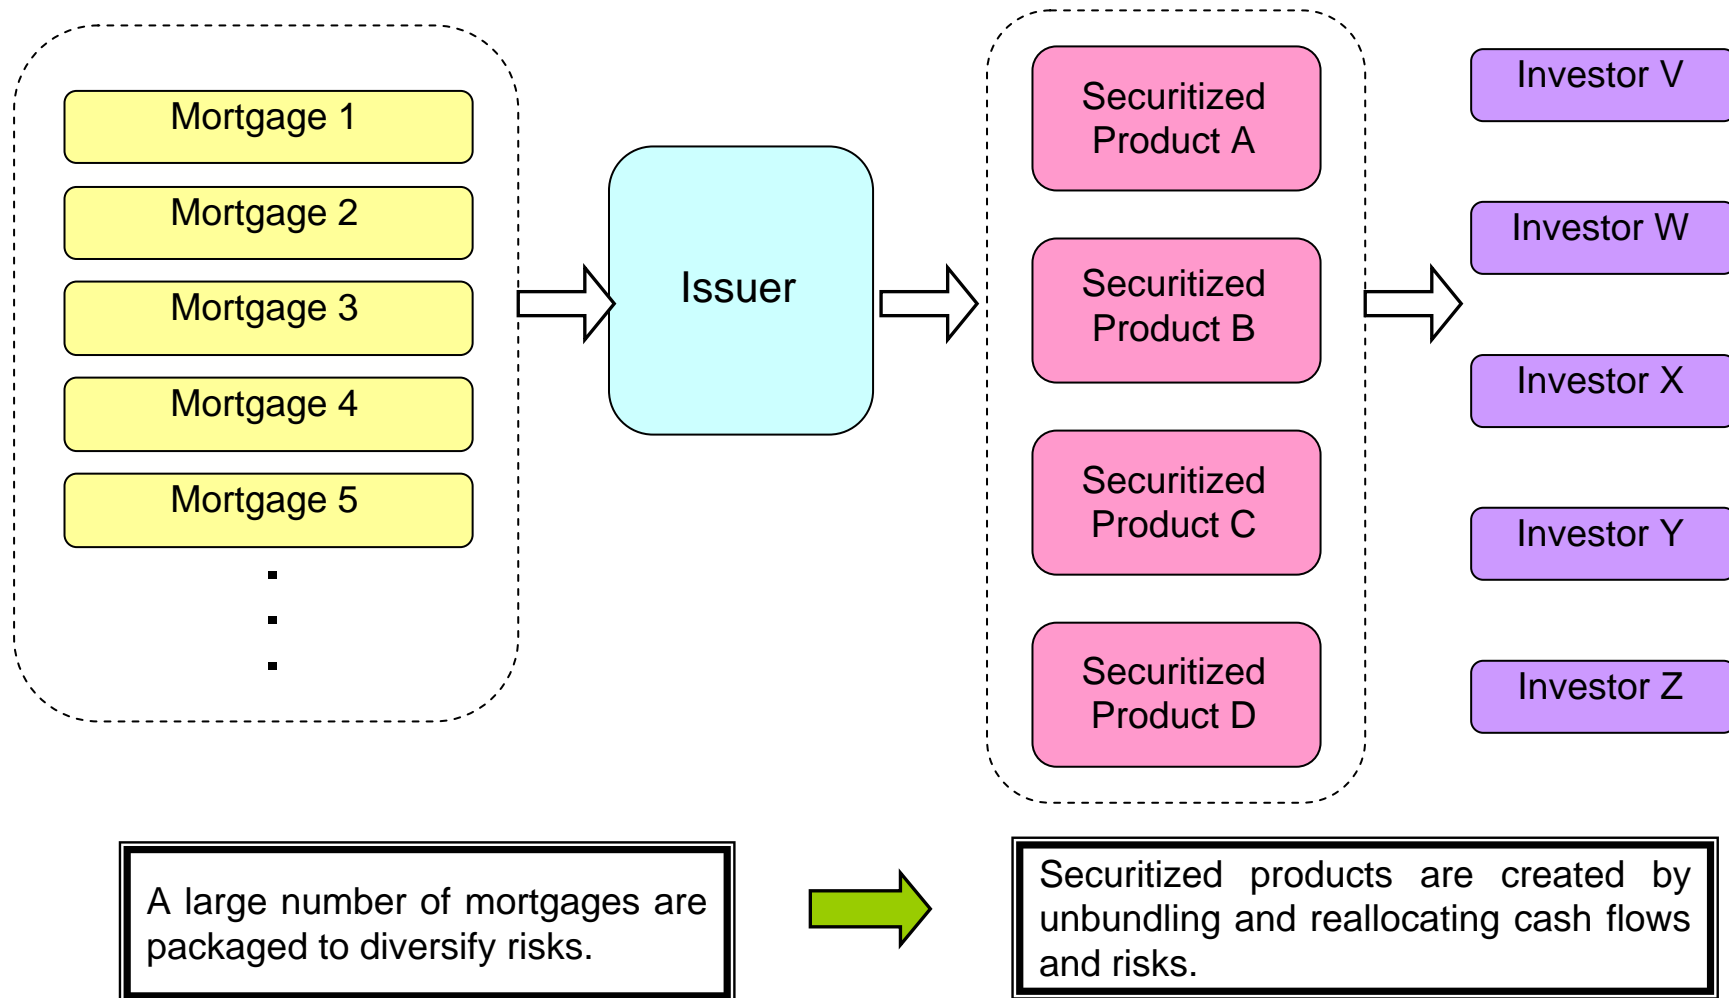 Mortgage 1
Mortgage 2
Mortgage 3
Mortgage 4
Mortgage 5
Issuer
Securitized
Product A
Securitized
Product B
Securitized
Product C
Securitized
Product D
Investor V
Investor W
Investor X
Investor Y
Investor Z
A large number of mortgages are
packaged to diversify risks.
Securitized products are created by
unbundling and reallocating cash flows
and risks.